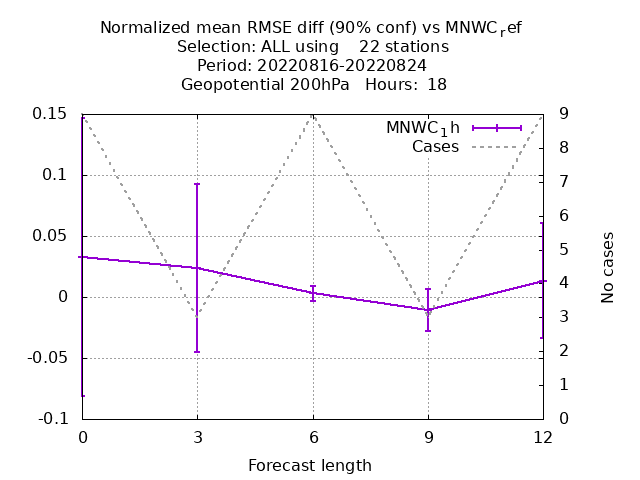 Normalized mean RMSE diff (90% conf) vs MNWC_ref
Selection: ALL using    22 stations
Period: 20220816-20220824
Geopotential 200hPa   Hours:  18
MNWC_1h
Cases
0.15
0.1
0.05
0
-0.05
-0.1
9
8
7
6
5
4
3
2
1
0
No cases
0
3
6
9
12
Forecast length